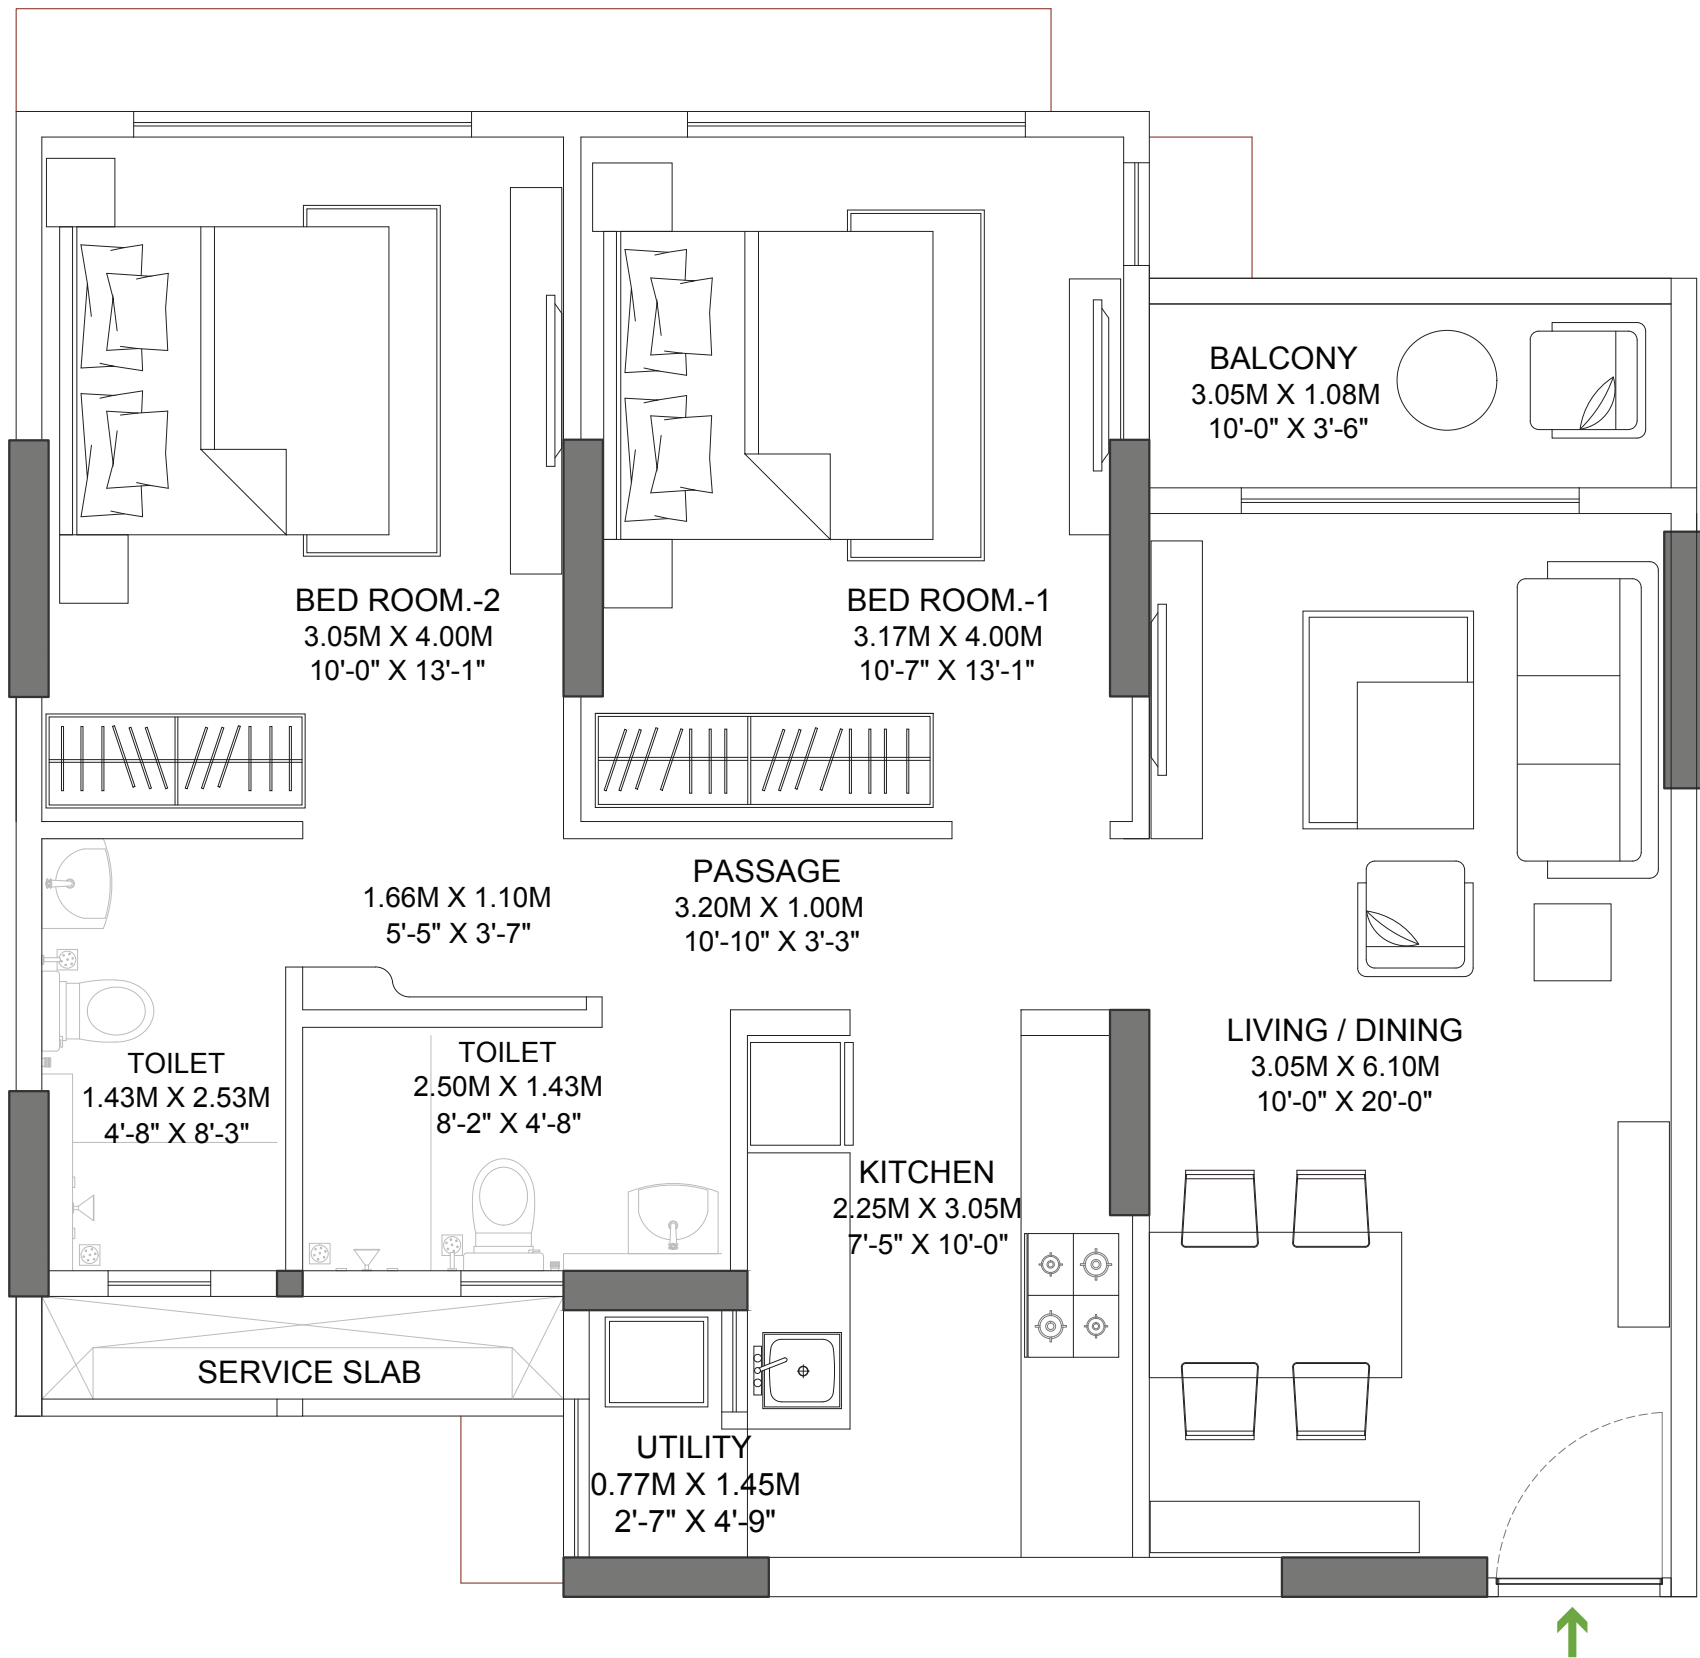 BALCONY
3.05M X 1.08M
10'-0" X 3'-6"
BED ROOM.-2
3.05M X 4.00M
10'-0" X 13'-1"
BED ROOM.-1
3.17M X 4.00M
10'-7" X 13'-1"
1.66M X 1.10M
5'-5" X 3'-7"
PASSAGE
3.20M X 1.00M
10'-10" X 3'-3"
LIVING / DINING
3.05M X 6.10M
10'-0" X 20'-0"
TOILET
1.43M X 2.53M
4'-8" X 8'-3"
TOILET
2.50M X 1.43M
8'-2" X 4'-8"
KITCHEN
2.25M X 3.05M
7'-5" X 10'-0"
SERVICE SLAB
UTILITY
0.77M X 1.45M
2'-7" X 4'-9"